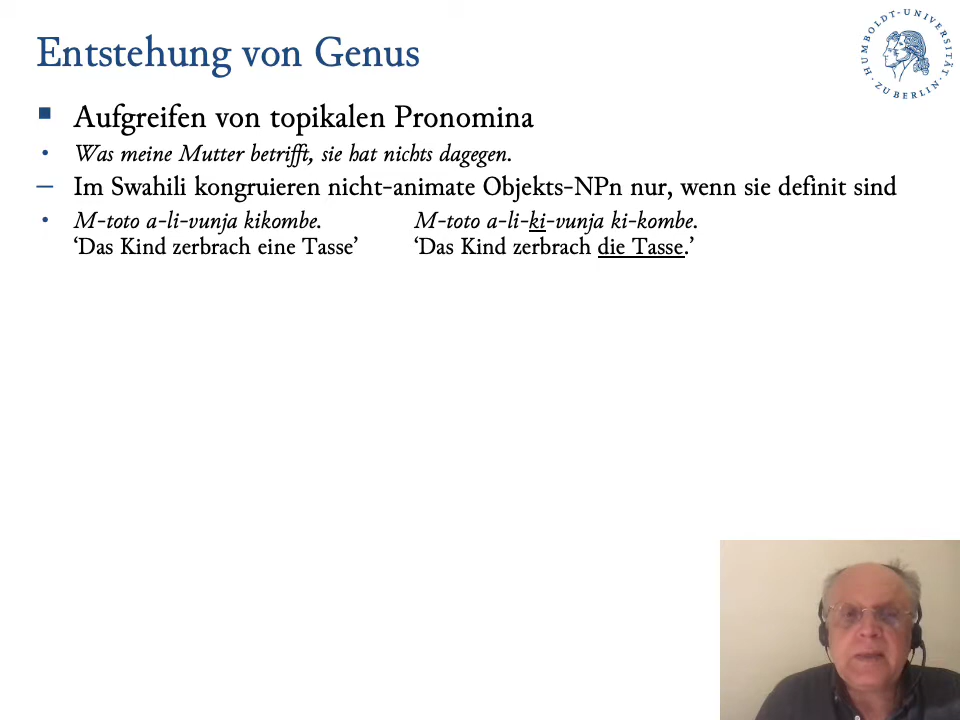 Entstehung von Genus
Aufgreifen von topikalen Pronomina
Was meine Mutter betrifft, sie hat nichts dagegen.
Im Swahili kongruieren nicht-animate Objekts-NPn nur, wenn sie definit sind
M-toto a-li-vunja kikombe. M-toto a-li-ki-vunja ki-kombe.
‘Das Kind zerbrach eine Tasse’ ‘Das Kind zerbrach die Tasse.’
HUMBOLDT-UNIVERSITÄT
ZU BERLIN